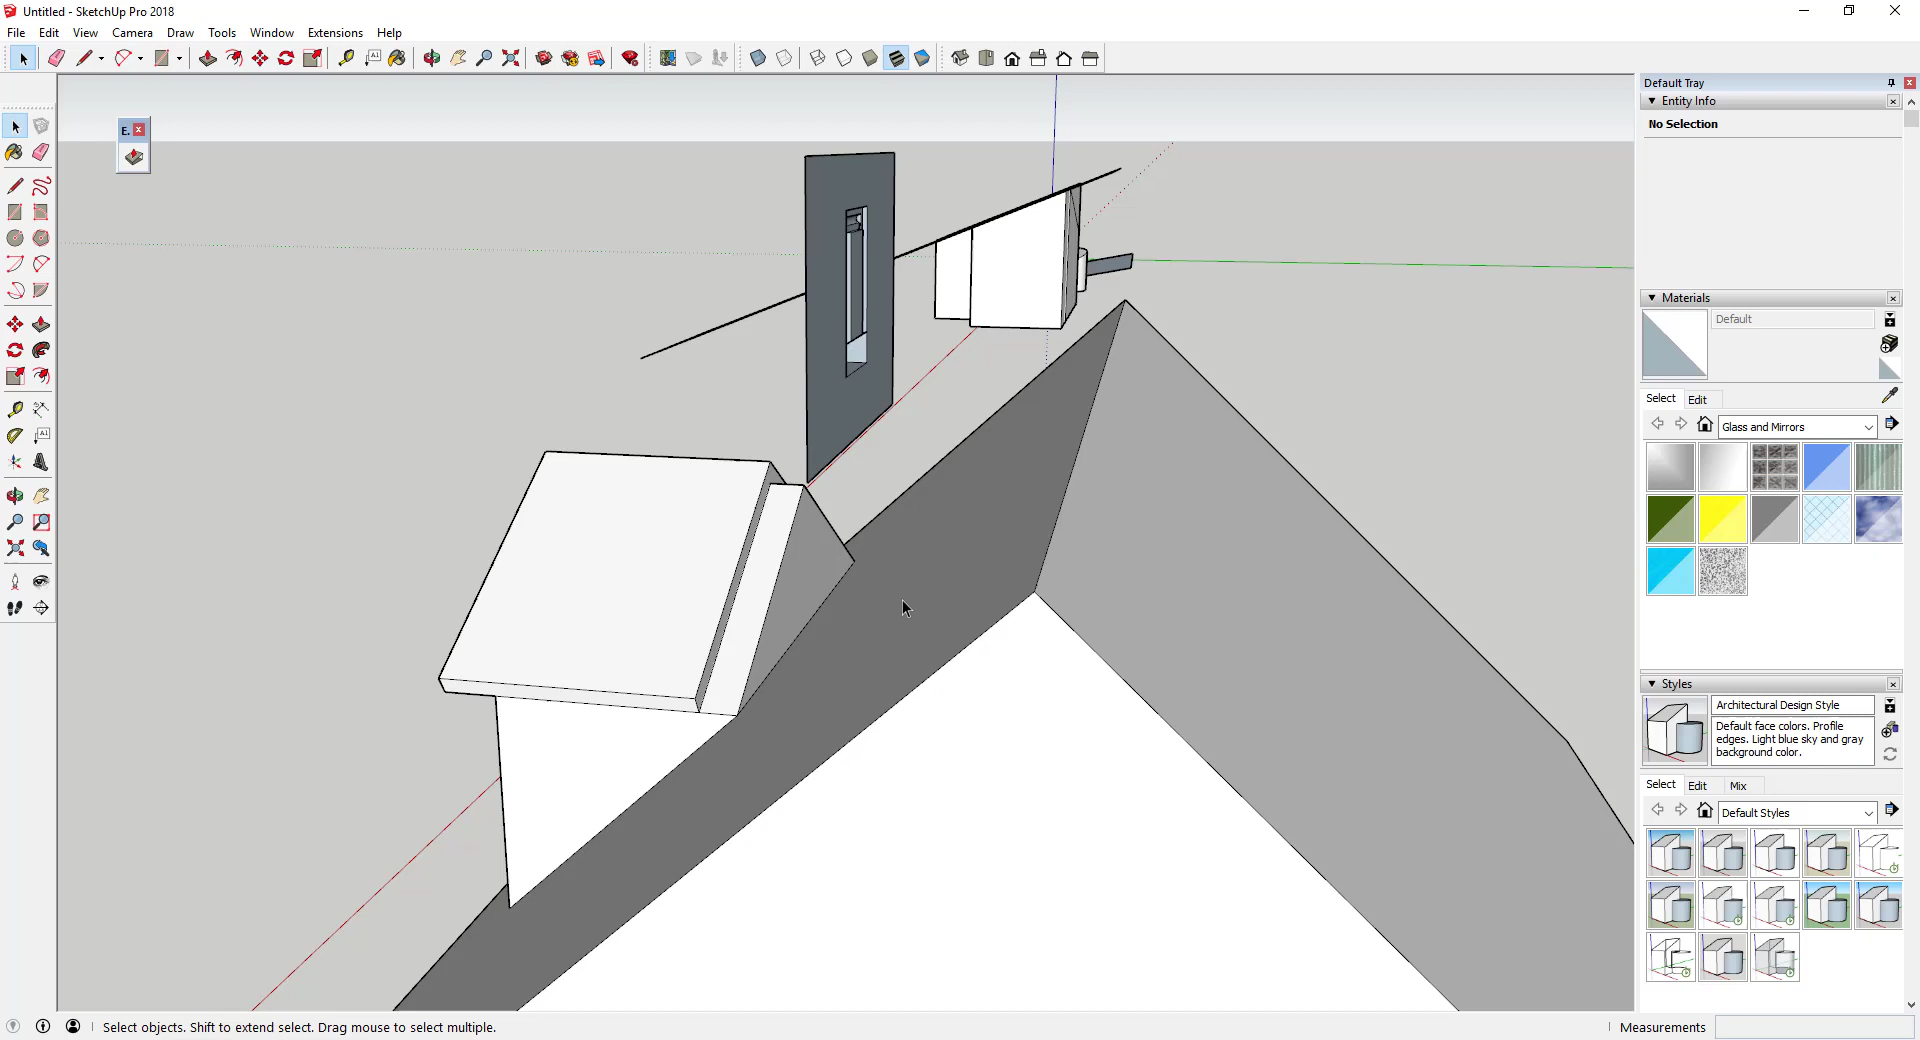 Untitled - SketchUp Pro 2018
File Edit View Camera Draw Tools Window Extensions Help
A1
E.
A1
Default Tray
Entity Info
No Selection
Materials
Default
Select Edit
Glass and Mirrors
Styles
Architectural Design Style
Default face colors. Profile
edges. Light blue sky and gray
background color.
Select Edit Mix
Default Styles
Select objects. Shift to extend select. Drag mouse to select multiple.
Measurements